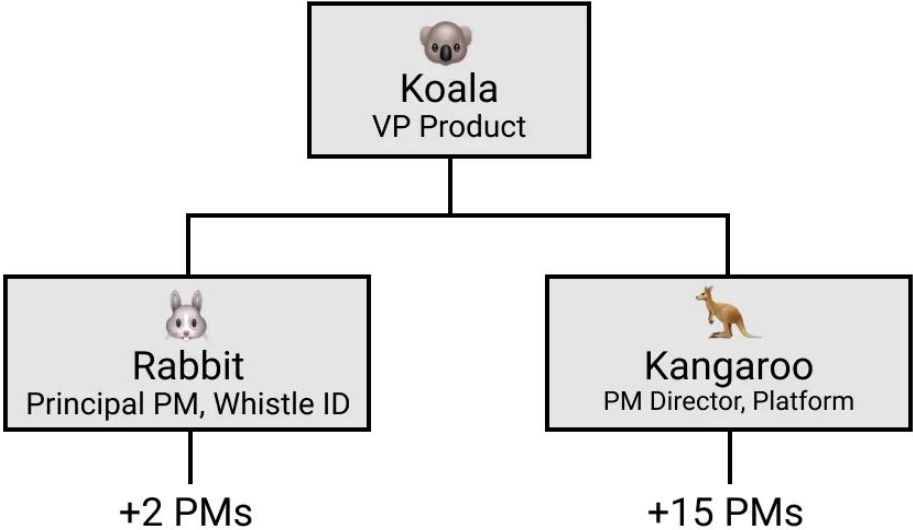 Koala
VP Product
Rabbit
Principal PM, Whistle ID
Kangaroo
PM Director, Platform
+2 PMs
+15 PMs